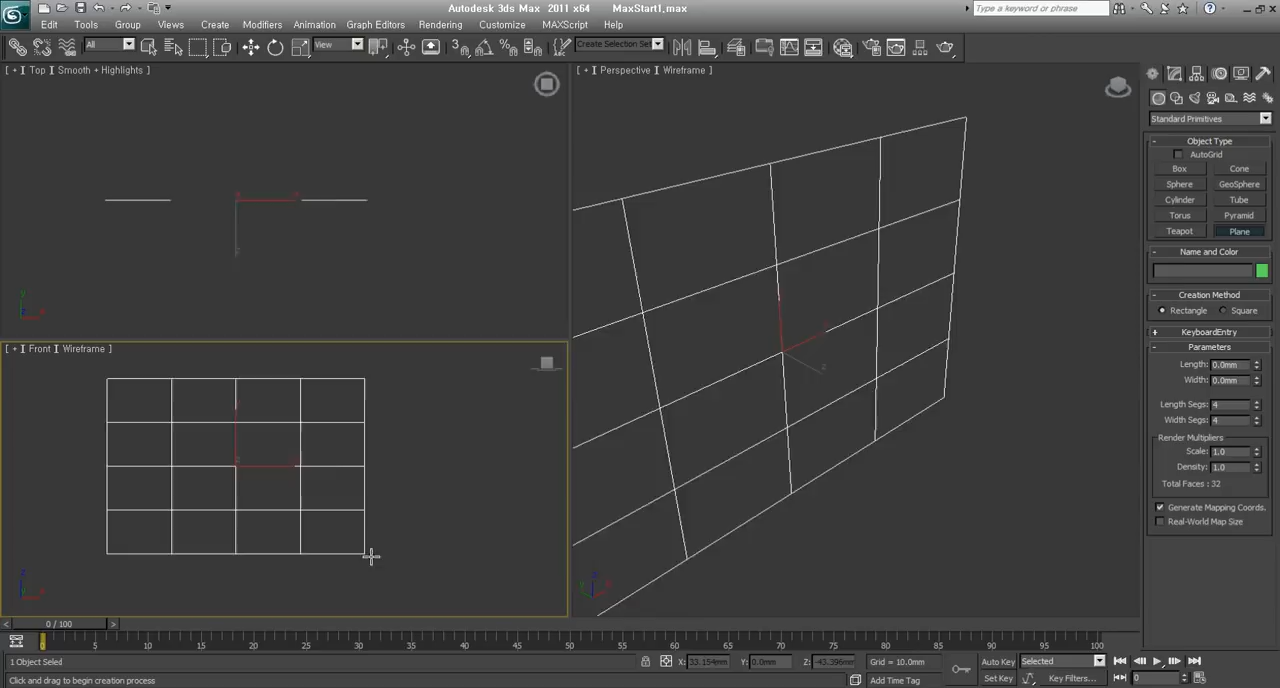 Autodesk 3ds Max 2011 x64 MaxStart1.max
Type a keyword or phrase
Edit Tools Group Views Create Modifiers Animation Graph Editors Rendering Customize MAXScript Help
All
View
Create Selection Se
[ + ] Top ] Smooth + Highlights ]
[ + ] Perspective ] Wireframe ]
Standard Primitives
- Object Type
AutoGrid
Box Cone
Sphere GeoSphere
Cylinder Tube
Torus Pyramid
Teapot Plane
- Name and Color
- Creation Method
Rectangle Square
+ KeyboardEntry
- Parameters
Length: 0.0mm
Width: 0.0mm
Length Segs: 4
Width Segs: 4
Render Multipliers
Scale: 1.0
Density: 1.0
Total Faces : 32
Generate Mapping Coords.
Real-World Map Size
[ + ] Front ] Wireframe ]
y
x
z
x
z
x
z
y
x
z
< 0 / 100 >
0 5 10 15 20 25 30 35 40 45 50 55 60 65 70 75 80 85 90 95 100
1 Object Seled
X: 33.154mm Y: 0.0mm Z: -43.396mm Grid = 10.0mm Auto Key Selected
Click and drag to begin creation process Add Time Tag Set Key Key Filters... 0